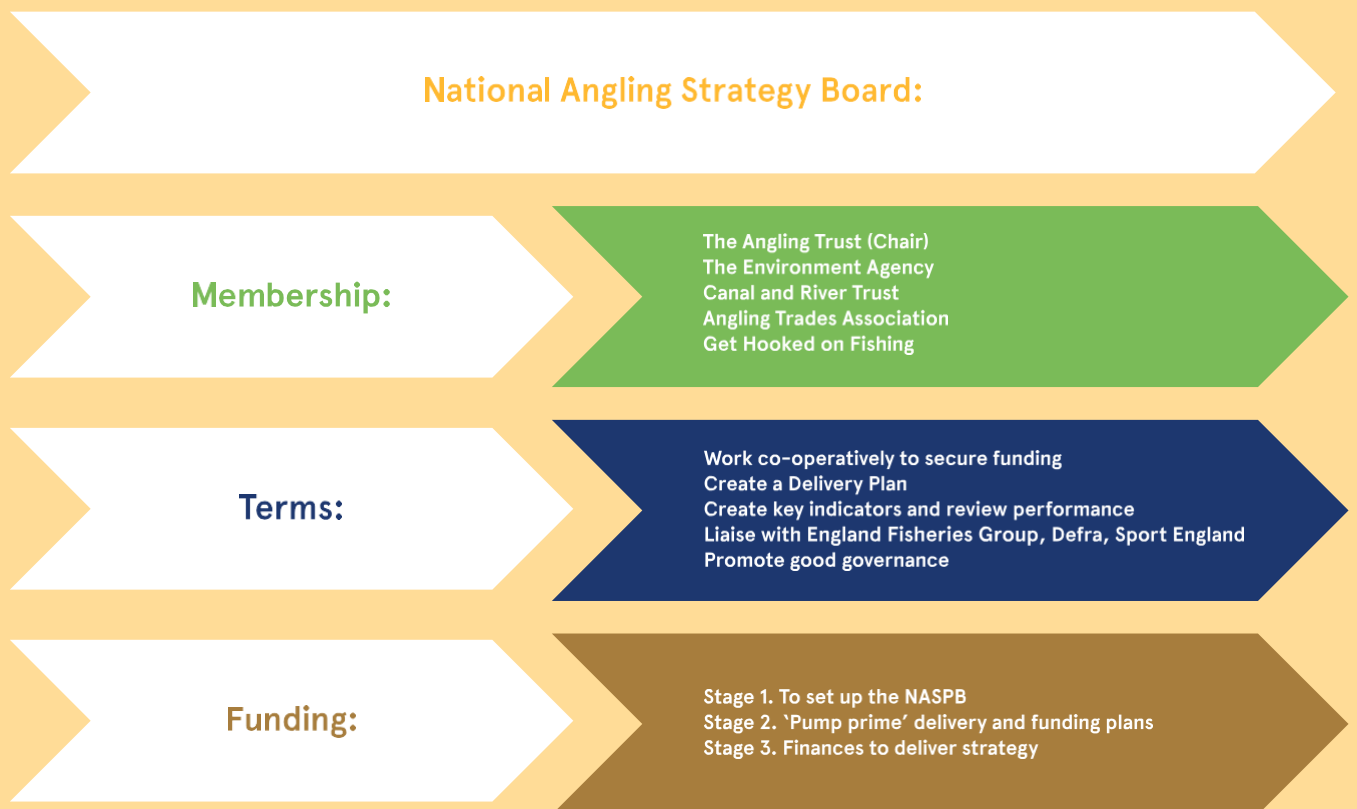 National Angling Strategy Board:
Membership:
The Angling Trust (Chair)
The Environment Agency
Canal and River Trust
Angling Trades Association
Get Hooked on Fishing
Terms:
Work co-operatively to secure funding
Create a Delivery Plan
Create key indicators and review performance
Liaise with England Fisheries Group, Defra, Sport England
Promote good governance
Funding:
Stage 1. To set up the NASPB
Stage 2. ‘Pump prime’ delivery and funding plans
Stage 3. Finances to deliver strategy